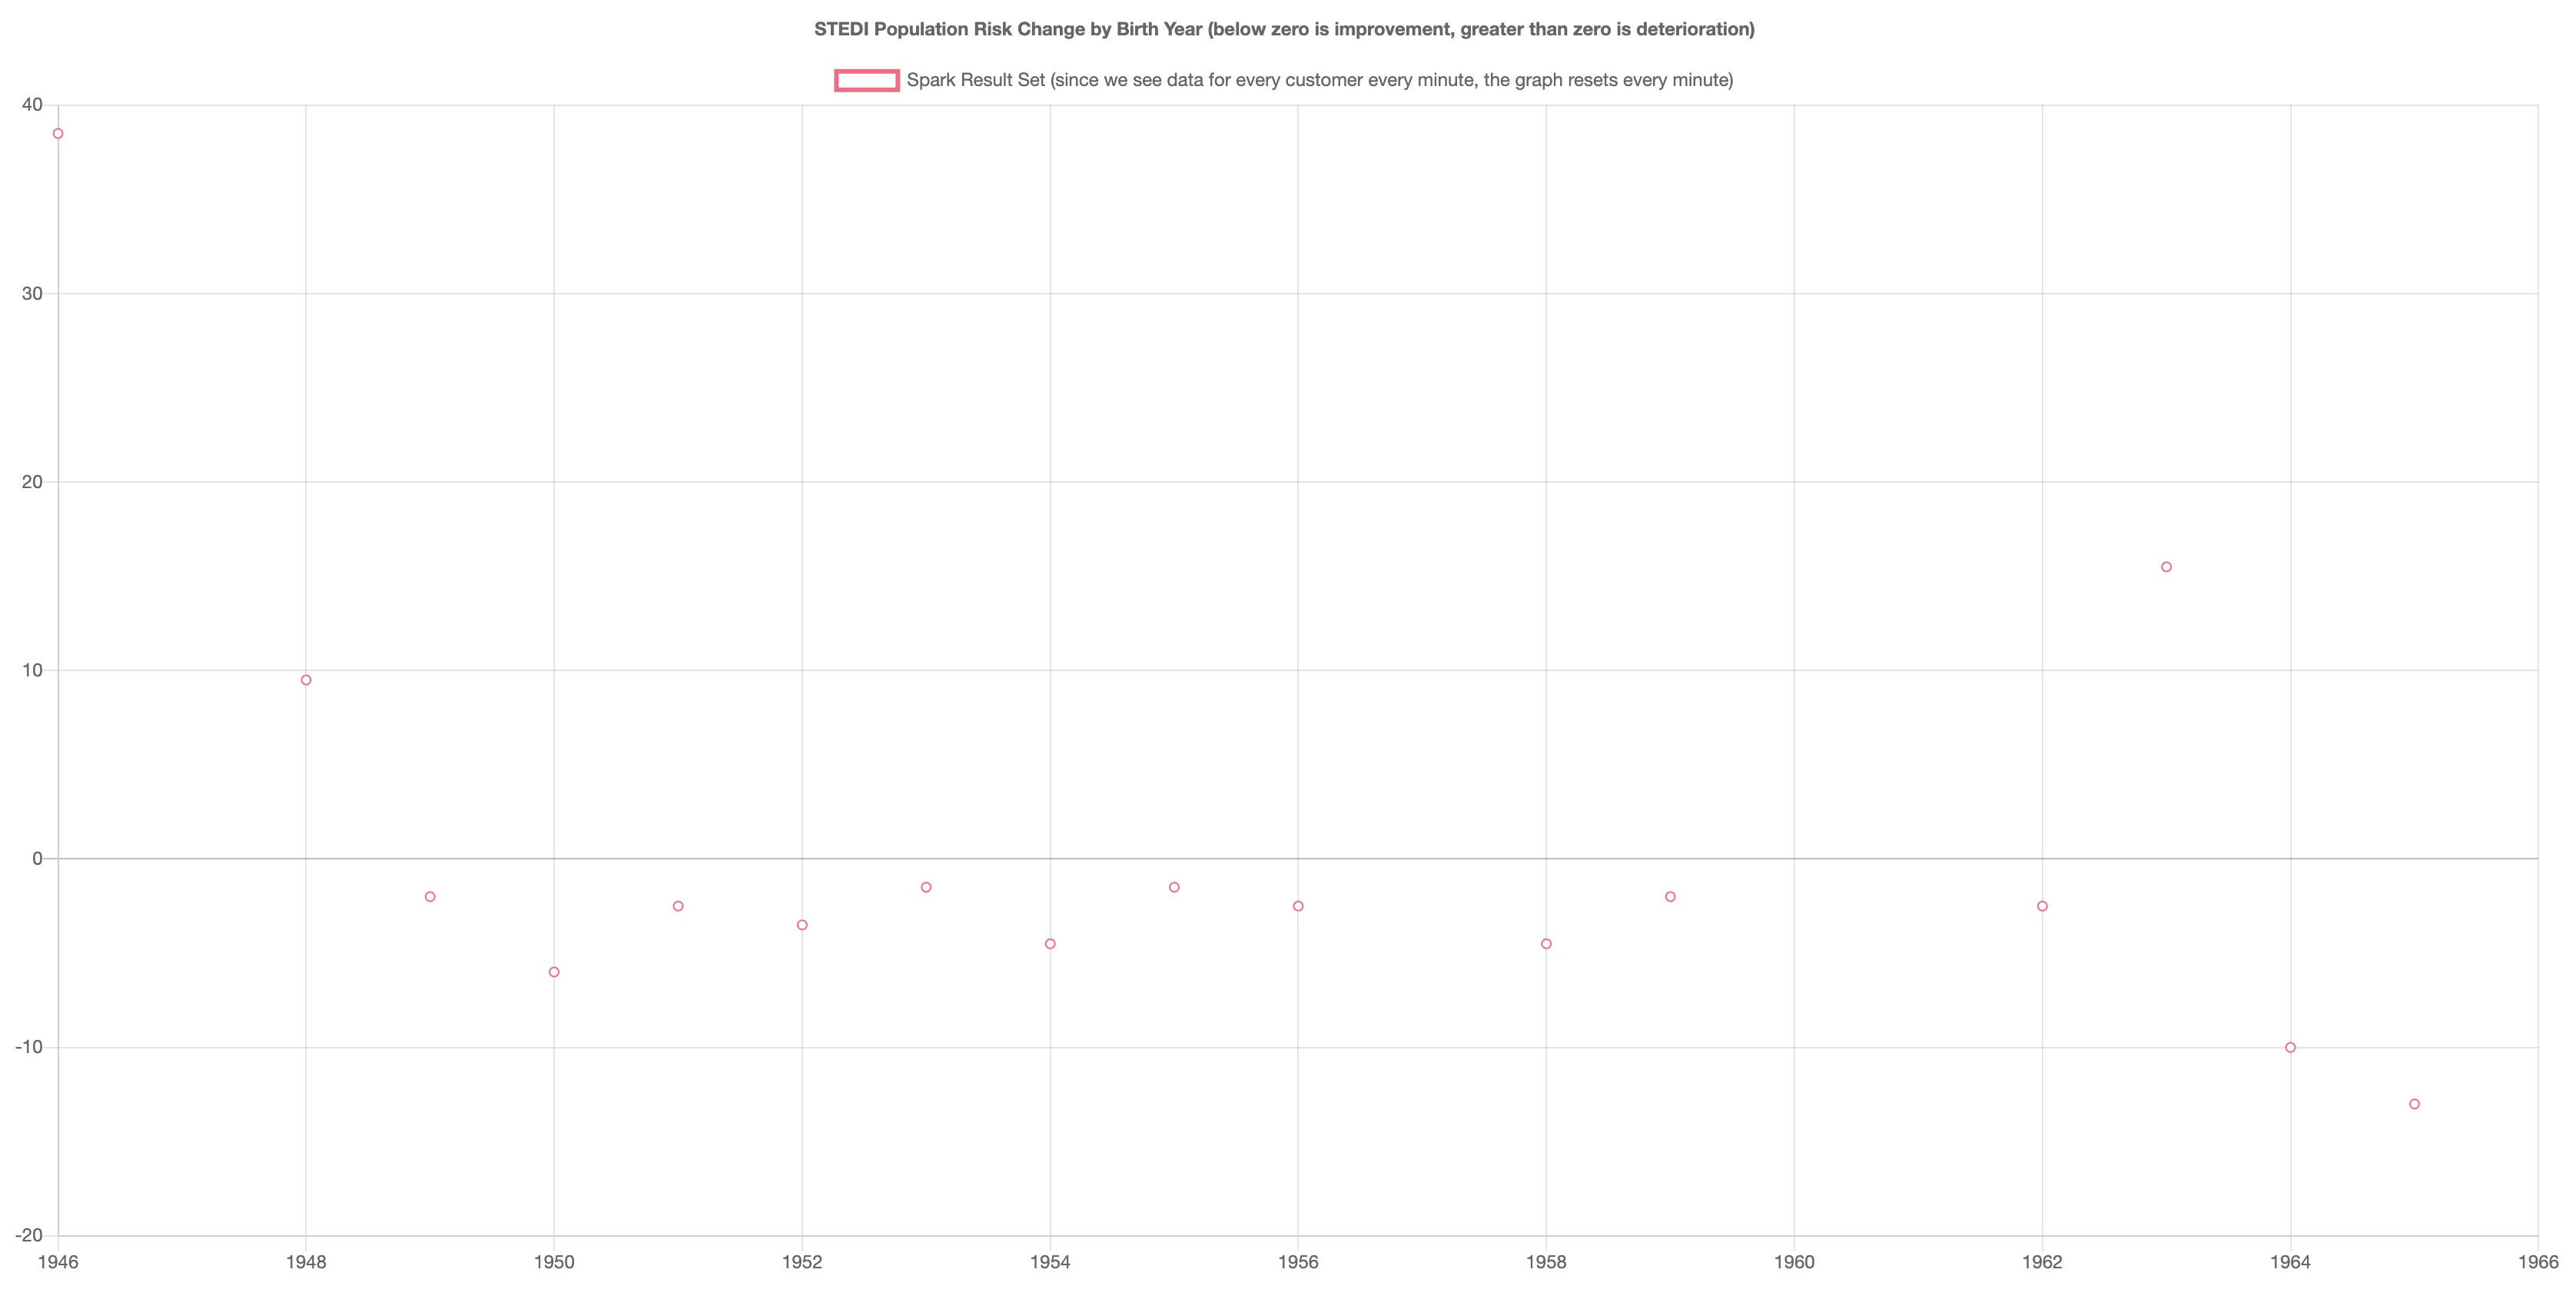 STEDI Population Risk Change by Birth Year (below zero is improvement, greater than zero is deterioration)
Spark Result Set (since we see data for every customer every minute, the graph resets every minute)
40
30
20
10
0
-10
-20
1946 1948 1950 1952 1954 1956 1958 1960 1962 1964 1966